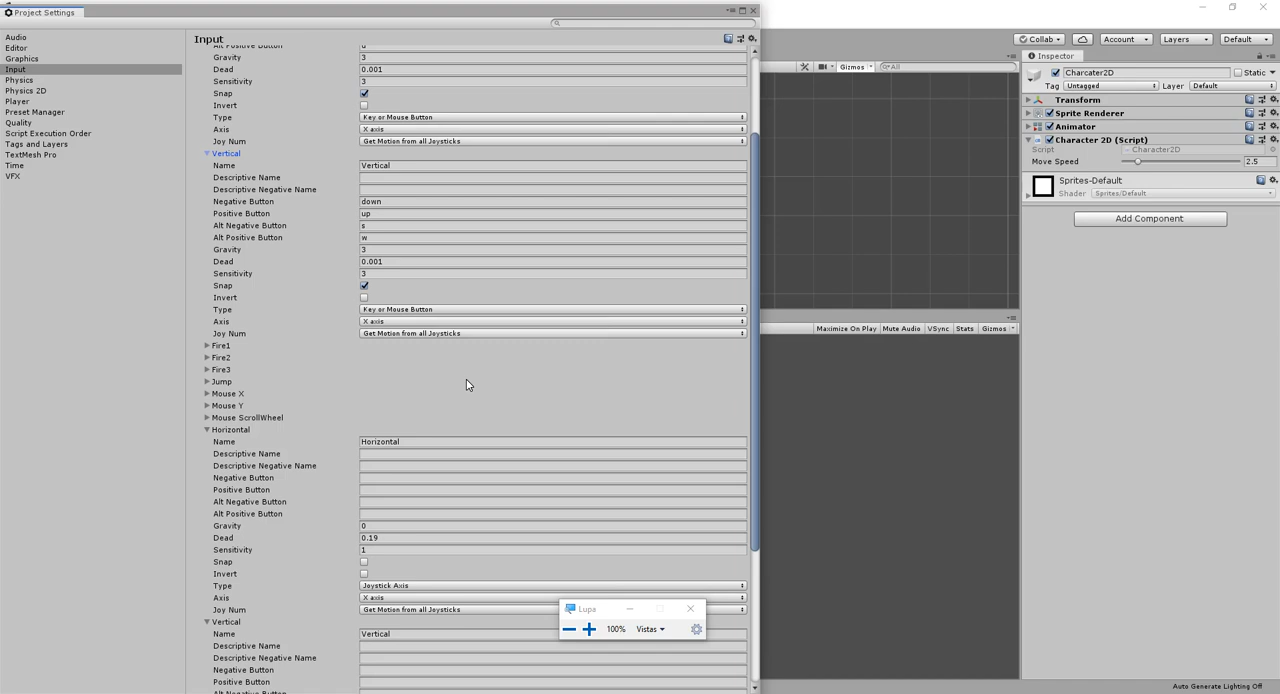 Project Settings
Audio
Editor
Graphics
Input
Physics
Physics 2D
Player
Preset Manager
Quality
Script Execution Order
Tags and Layers
TextMesh Pro
Time
VFX
Input
Gravity 3
Dead 0.001
Sensitivity 3
Snap
Invert
Type Key or Mouse Button
Axis X axis
Joy Num Get Motion from all Joysticks
Vertical
Name Vertical
Descriptive Name
Descriptive Negative Name
Negative Button down
Positive Button up
Alt Negative Button s
Alt Positive Button w
Gravity 3
Dead 0.001
Sensitivity 3
Snap
Invert
Type Key or Mouse Button
Axis X axis
Joy Num Get Motion from all Joysticks
Fire1
Fire2
Fire3
Jump
Mouse X
Mouse Y
Mouse ScrollWheel
Horizontal
Name Horizontal
Descriptive Name
Descriptive Negative Name
Negative Button
Positive Button
Alt Negative Button
Alt Positive Button
Gravity 0
Dead 0.19
Sensitivity 1
Snap
Invert
Type Joystick Axis
Axis X axis
Joy Num Get Motion from all Joysticks
Vertical
Name Vertical
Descriptive Name
Descriptive Negative Name
Negative Button
Positive Button
Lupa
100% Vistas
Collab Account Layers Default
Gizmos All
Maximize On Play Mute Audio VSync Stats Gizmos
Inspector
Charcater2D Static
Tag Untagged Layer Default
Transform
Sprite Renderer
Animator
Character 2D (Script)
Script Character2D
Move Speed 2.5
Sprites-Default
Shader Sprites/Default
Add Component
Auto Generate Lighting Off